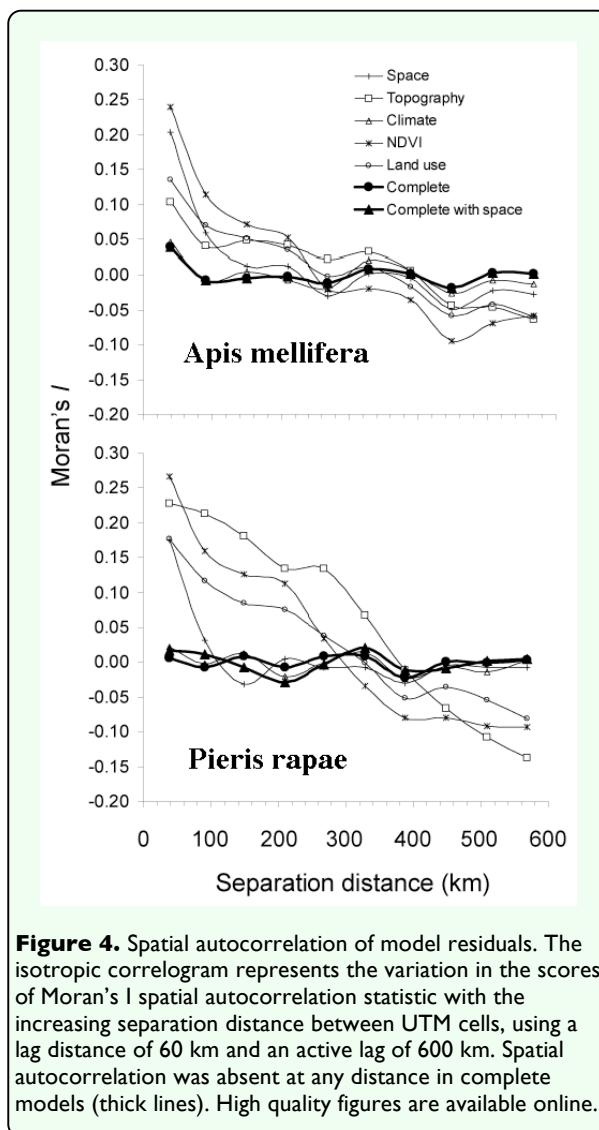 0.30
0.25
0.20
0.15
0.10
0.05
0.00
-0.05
-0.10
-0.15
-0.20
Space
Topography
Climate
NDVI
Land use
Complete
Complete with space
Apis mellifera
Moran's I
0.30
0.25
0.20
0.15
0.10
0.05
0.00
-0.05
-0.10
-0.15
-0.20
Pieris rapae
0 100 200 300 400 500 600
Separation distance (km)
Figure 4. Spatial autocorrelation of model residuals. The
isotropic correlogram represents the variation in the scores
of Moran's I spatial autocorrelation statistic with the
increasing separation distance between UTM cells, using a
lag distance of 60 km and an active lag of 600 km. Spatial
autocorrelation was absent at any distance in complete
models (thick lines). High quality figures are available online.